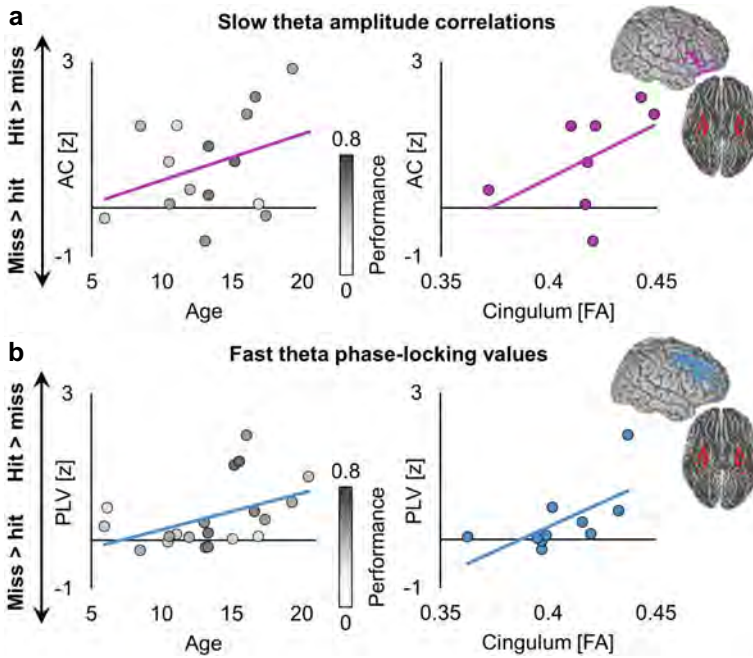 a
Slow theta amplitude correlations
Miss > hit Hit > miss
AC [z]
3
-1
5 10 15 20
Age
0.8
0
Performance
AC [z]
3
-1
0.35 0.4 0.45
Cingulum [FA]
b
Fast theta phase-locking values
Miss > hit Hit > miss
PLV [z]
3
-1
5 10 15 20
Age
0.8
0
Performance
PLV [z]
3
-1
0.35 0.4 0.45
Cingulum [FA]